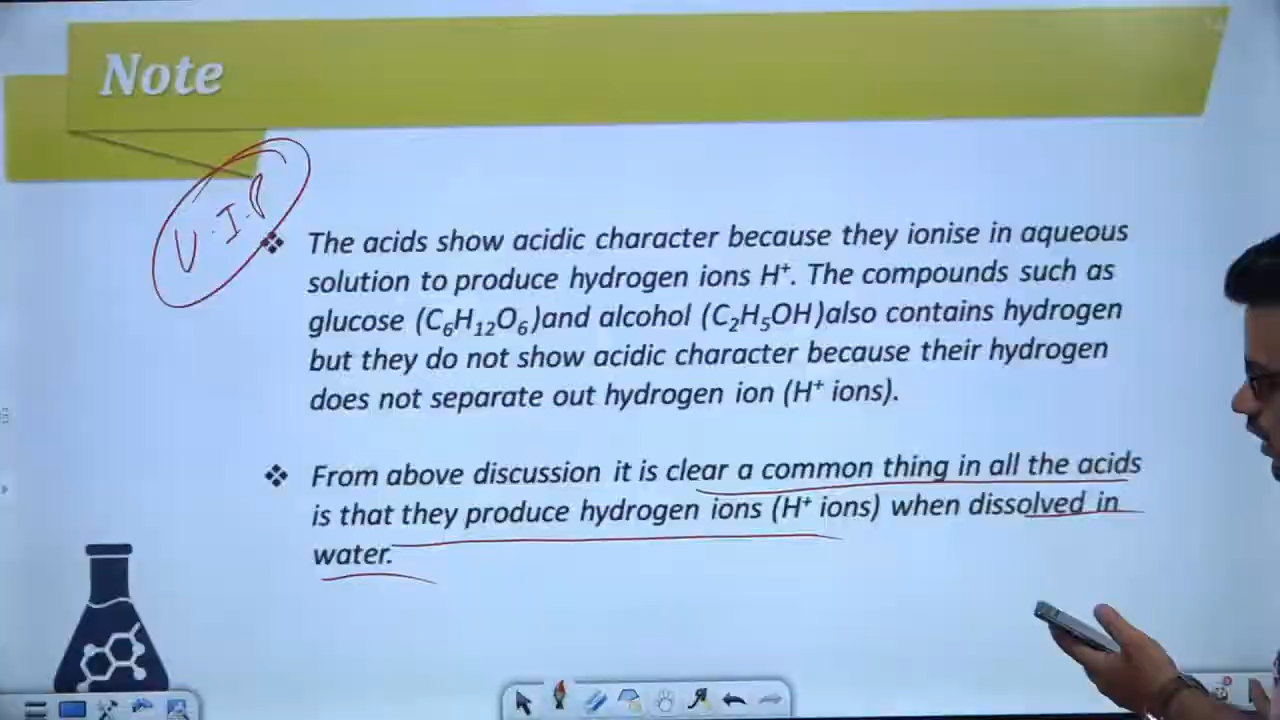 Note
V.I.P
The acids show acidic character because they ionise in aqueous
solution to produce hydrogen ions H⁺. The compounds such as
glucose (C₆H₁₂O₆)and alcohol (C₂H₅OH)also contains hydrogen
but they do not show acidic character because their hydrogen
does not separate out hydrogen ion (H⁺ ions).
From above discussion it is clear a common thing in all the acids
is that they produce hydrogen ions (H⁺ ions) when dissolved in
water.